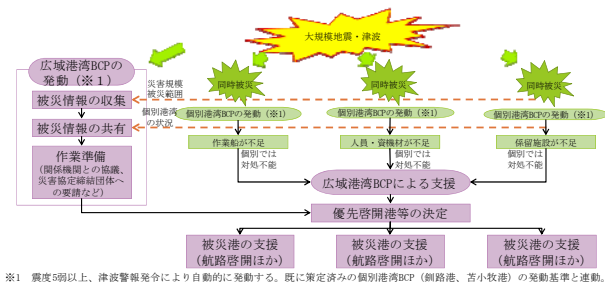 大規模地震・津波
広域港湾BCPの
発動（※1）
災害規模
被災範囲
同時被災
同時被災
同時被災
被災情報の収集
個別港湾
の状況
個別港湾BCPの発動（※1）
個別港湾BCPの発動（※1）
個別港湾BCPの発動（※1）
被災情報の共有
作業船が不足
人員・資機材が不足
係留施設が不足
作業準備
（関係機関との協議、
災害協定締結団体へ
の要請など）
個別では
対処不能
個別では
対処不能
個別では
対処不能
広域港湾BCPによる支援
優先啓開港等の決定
被災港の支援
（航路啓開ほか）
被災港の支援
（航路啓開ほか）
被災港の支援
（航路啓開ほか）
※1　震度5弱以上、津波警報発令により自動的に発動する。既に策定済みの個別港湾BCP（釧路港、苫小牧港）の発動基準と連動。